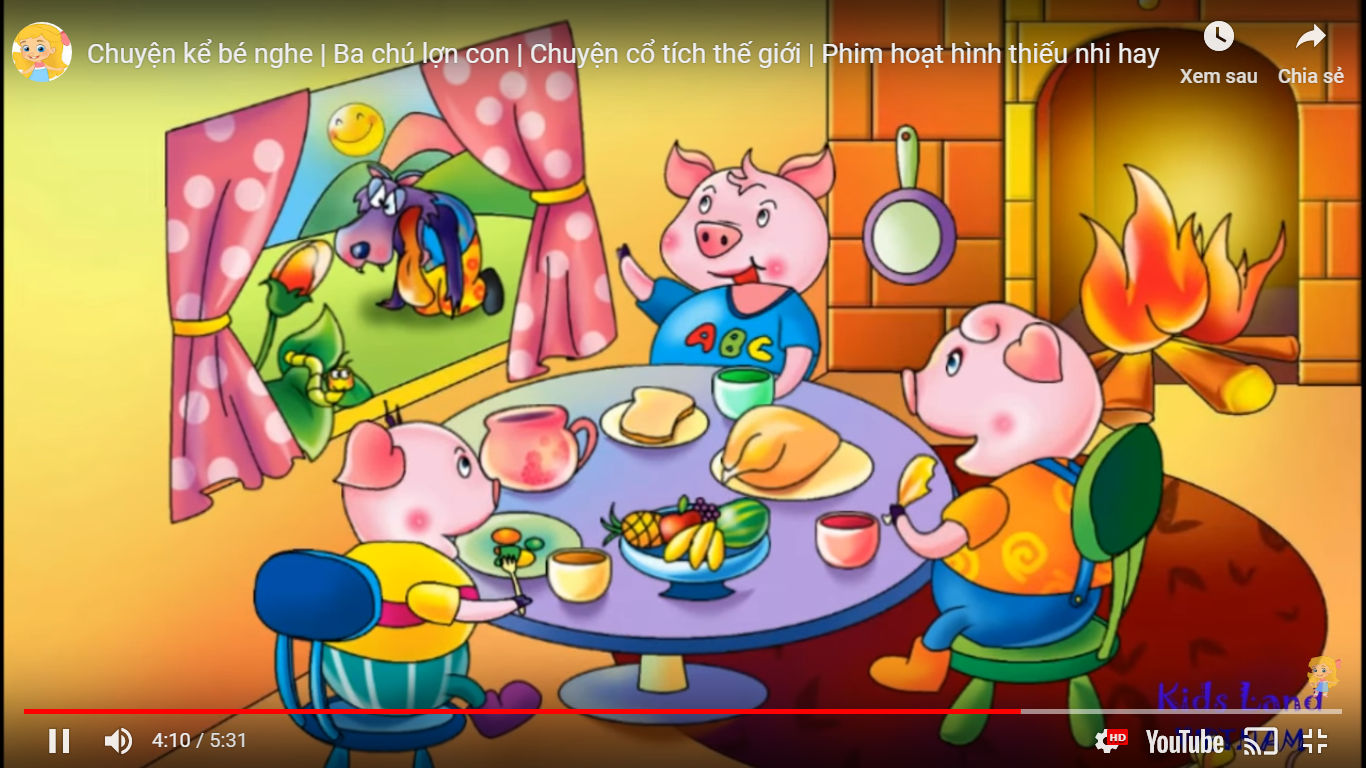 Chuyện kể bé nghe | Ba chú lợn con | Chuyện cổ tích thế giới | Phim hoạt hình thiếu nhi hay
Xem sau
Chia sẻ
ABC
Kids Land
4:10 / 5:31
HD
YouTube